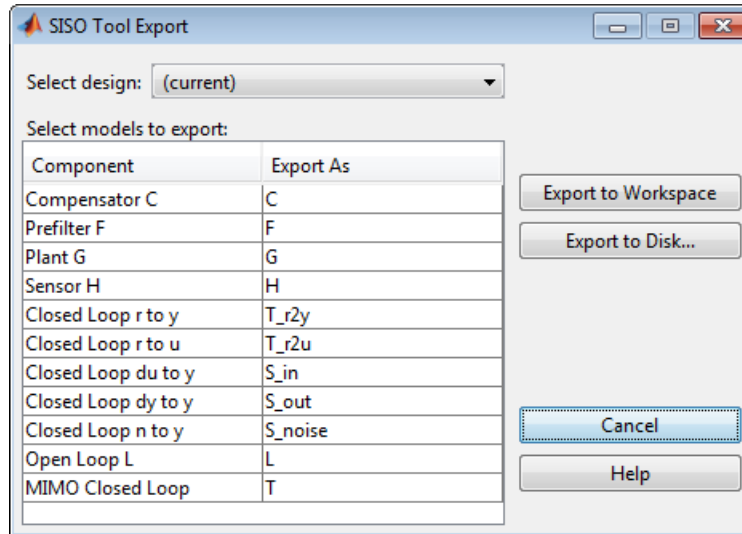 SISO Tool Export
Select design: (current)
Select models to export:
Component Export As
Compensator C C
Prefilter F F
Plant G G
Sensor H H
Closed Loop r to y T_r2y
Closed Loop r to u T_r2u
Closed Loop du to y S_in
Closed Loop dy to y S_out
Closed Loop n to y S_noise
Open Loop L L
MIMO Closed Loop T
Export to Workspace
Export to Disk...
Cancel
Help